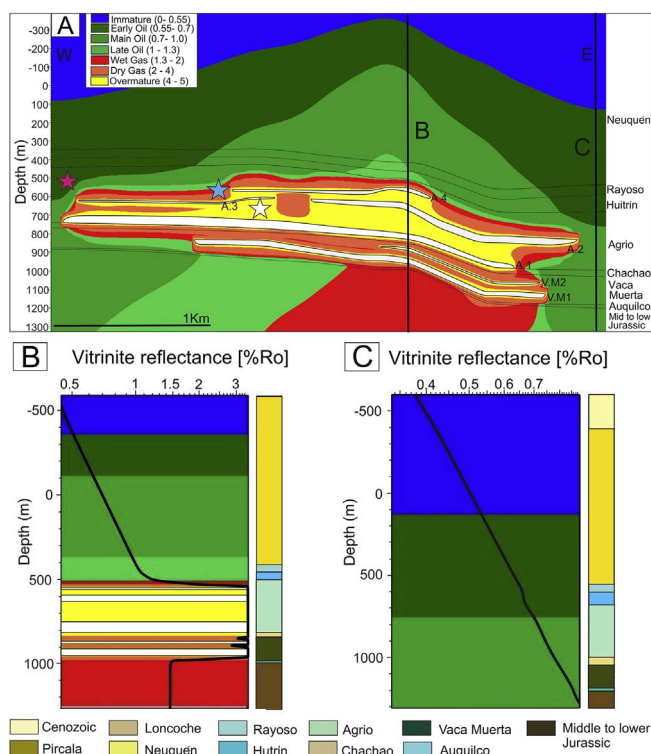 A
Immature (0- 0.55)
Early Oil (0.55- 0.7)
Main Oil (0.7- 1.0)
Late Oil (1 - 1.3)
Wet Gas (1.3 - 2)
Dry Gas (2 - 4)
Overmature (4 - 5)
W
E
B
C
Depth (m)
-300
-200
-100
0
100
200
300
400
500
600
700
800
900
1000
1100
1200
1300
1Km
A.3
A.4
A.2
A.1
V.M2
V.M1
Neuquén
Rayoso
Huitrín
Agrio
Chachao
Vaca
Muerta
Auquilco
Mid to low
Jurassic
B
Vitrinite reflectance [%Ro]
0.5 1 1.5 2 3
Depth (m)
-500
0
500
1000
C
Vitrinite reflectance [%Ro]
0,4 0.5 0.6 0.7
Depth (m)
-500
0
500
1000
Cenozoic Loncoche Rayoso Agrio Vaca Muerta Middle to lower
Jurassic
Pircala Neuquén Hutrín Chachao Auquilco